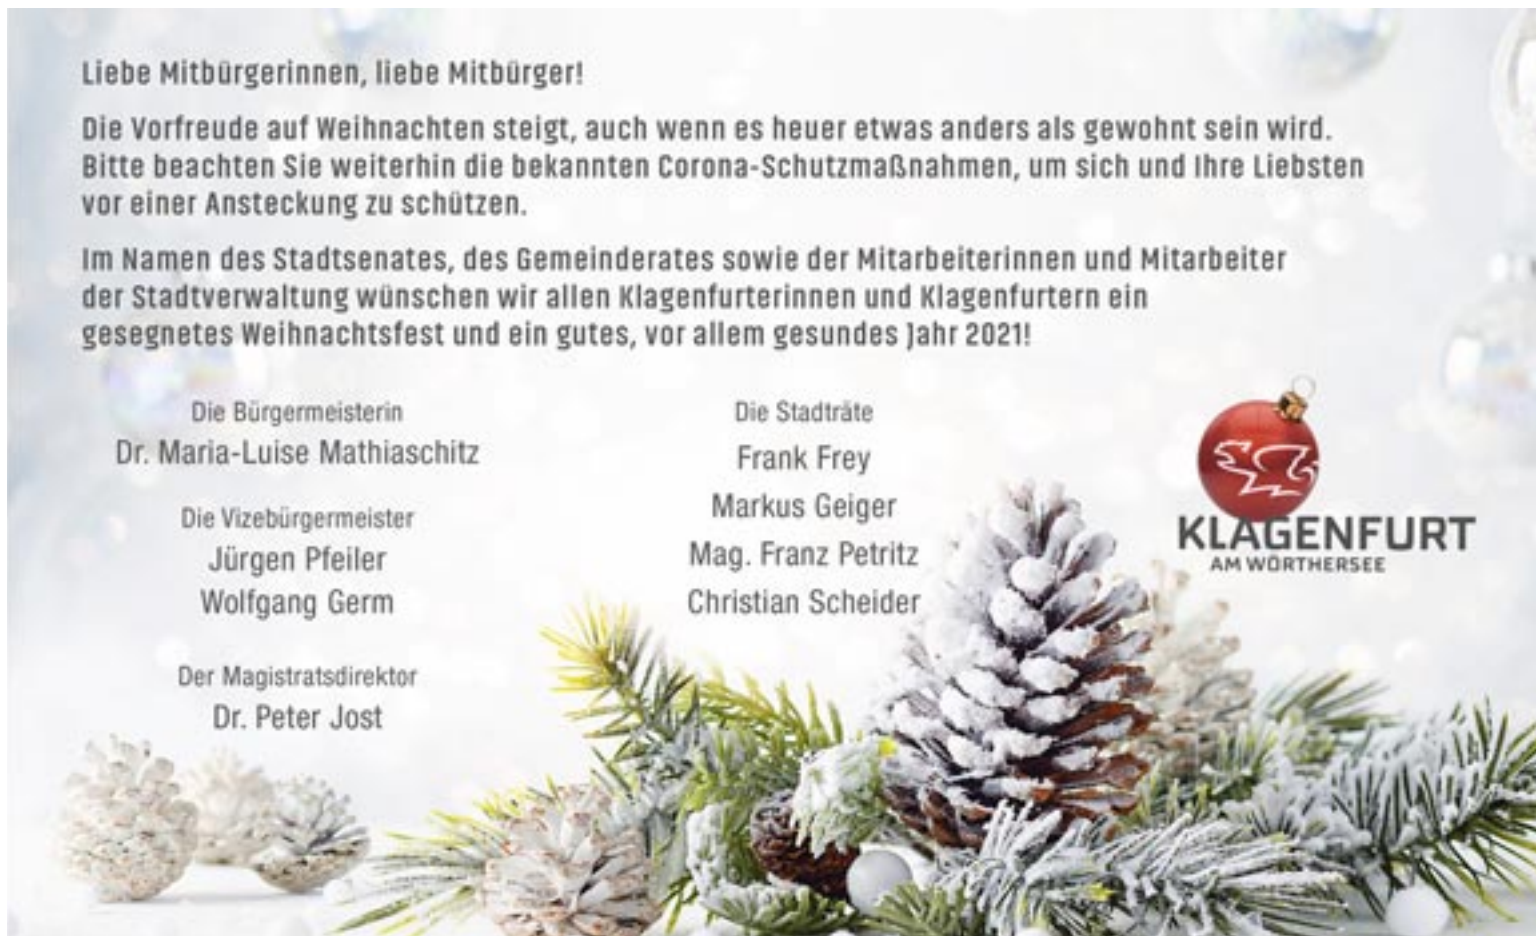 Liebe Mitbürgerinnen, liebe Mitbürger!
Die Vorfreude auf Weihnachten steigt, auch wenn es heuer etwas anders als gewohnt sein wird.
Bitte beachten Sie weiterhin die bekannten Corona-Schutzmaßnahmen, um sich und Ihre Liebsten
vor einer Ansteckung zu schützen.
Im Namen des Stadtsenates, des Gemeinderates sowie der Mitarbeiterinnen und Mitarbeiter
der Stadtverwaltung wünschen wir allen Klagenfurterinnen und Klagenfurtern ein
gesegnetes Weihnachtsfest und ein gutes, vor allem gesundes Jahr 2021!
Die Bürgermeisterin
Dr. Maria-Luise Mathiaschitz
Die Vizebürgermeister
Jürgen Pfeiler
Wolfgang Germ
Der Magistratsdirektor
Dr. Peter Jost
Die Stadträte
Frank Frey
Markus Geiger
Mag. Franz Petritz
Christian Scheider
KLAGENFURT
AM WÖRTHERSEE